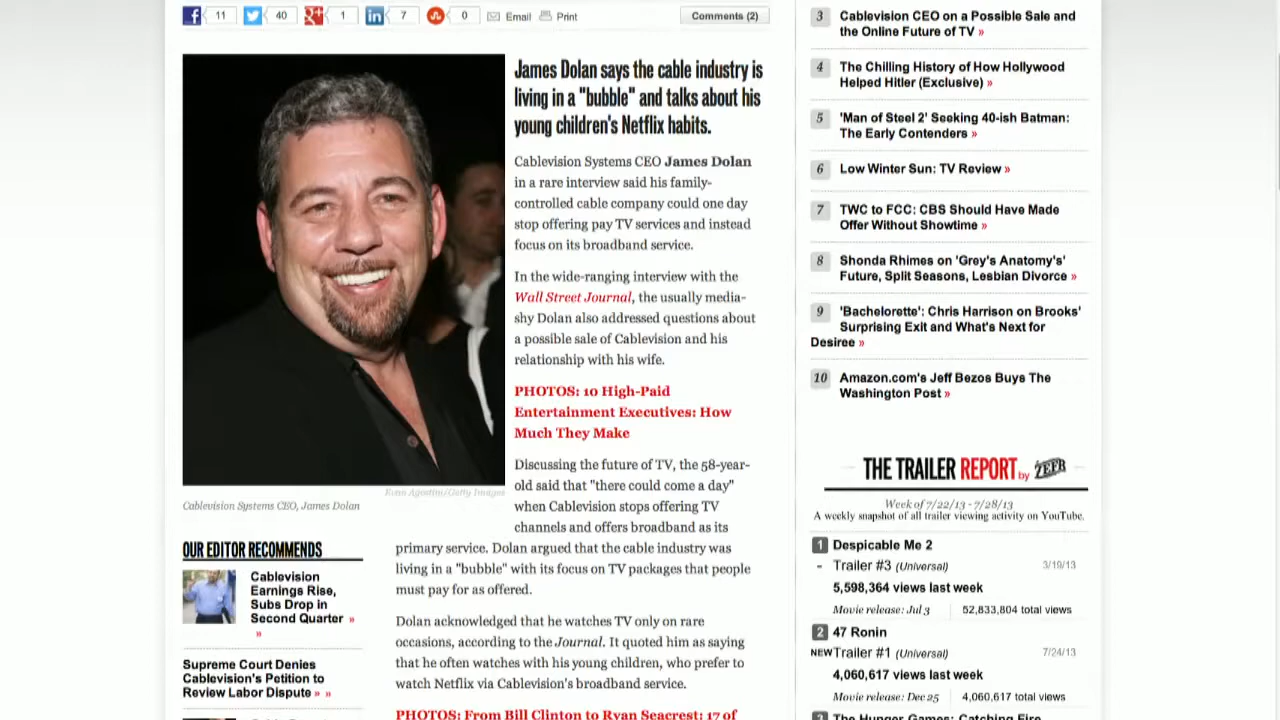 11
40
1
7
0
Email
Print
Comments (2)
James Dolan says the cable industry is
living in a "bubble" and talks about his
young children's Netflix habits.
Cablevision Systems CEO James Dolan
in a rare interview said his family-
controlled cable company could one day
stop offering pay TV services and instead
focus on its broadband service.
In the wide-ranging interview with the
Wall Street Journal, the usually media-
shy Dolan also addressed questions about
a possible sale of Cablevision and his
relationship with his wife.
PHOTOS: 10 High-Paid
Entertainment Executives: How
Much They Make
Discussing the future of TV, the 58-year-
old said that "there could come a day"
when Cablevision stops offering TV
channels and offers broadband as its
primary service. Dolan argued that the cable industry was
living in a "bubble" with its focus on TV packages that people
must pay for as offered.
Dolan acknowledged that he watches TV only on rare
occasions, according to the Journal. It quoted him as saying
that he often watches with his young children, who prefer to
watch Netflix via Cablevision's broadband service.
PHOTOS: From Bill Clinton to Ryan Seacrest: 17 of
Evan Agostini/Getty Images
Cablevision Systems CEO, James Dolan
OUR EDITOR RECOMMENDS
Cablevision
Earnings Rise,
Subs Drop in
Second Quarter »
»
Supreme Court Denies
Cablevision's Petition to
Review Labor Dispute » »
3 Cablevision CEO on a Possible Sale and
the Online Future of TV »
4 The Chilling History of How Hollywood
Helped Hitler (Exclusive) »
5 'Man of Steel 2' Seeking 40-ish Batman:
The Early Contenders »
6 Low Winter Sun: TV Review »
7 TWC to FCC: CBS Should Have Made
Offer Without Showtime »
8 Shonda Rhimes on 'Grey's Anatomy's'
Future, Split Seasons, Lesbian Divorce »
9 'Bachelorette': Chris Harrison on Brooks'
Surprising Exit and What's Next for
Desiree »
10 Amazon.com's Jeff Bezos Buys The
Washington Post »
THE TRAILER REPORT by ZEFR
Week of 7/22/13 - 7/28/13
A weekly snapshot of all trailer viewing activity on YouTube.
1 Despicable Me 2
- Trailer #3 (Universal) 3/19/13
5,598,364 views last week
Movie release: Jul 3 52,833,804 total views
2 47 Ronin
NEW Trailer #1 (Universal) 7/24/13
4,060,617 views last week
Movie release: Dec 25 4,060,617 total views
The Hunger Games: Catching Fire